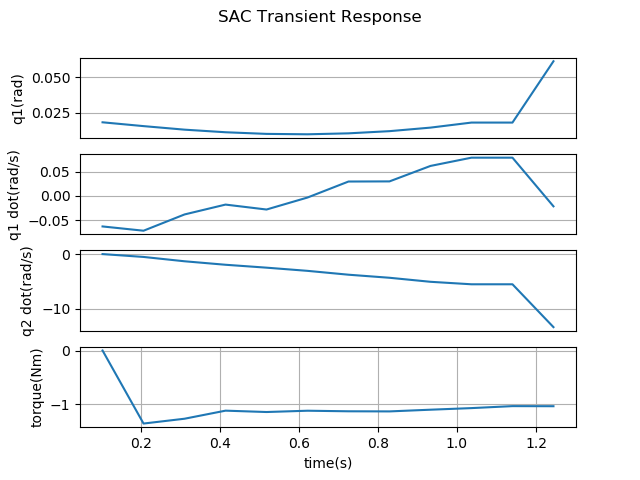 SAC Transient Response
0.050
0.025
q1(rad)
0.05
0.00
−0.05
q1 dot(rad/s)
0
−10
q2 dot(rad/s)
0
−1
torque(Nm)
0.2 0.4 0.6 0.8 1.0 1.2
time(s)